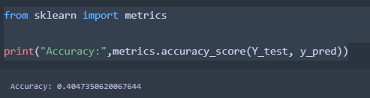 from sklearn import metrics
print("Accuracy:",metrics.accuracy_score(Y_test, y_pred))
Accuracy: 0.4047350620067644